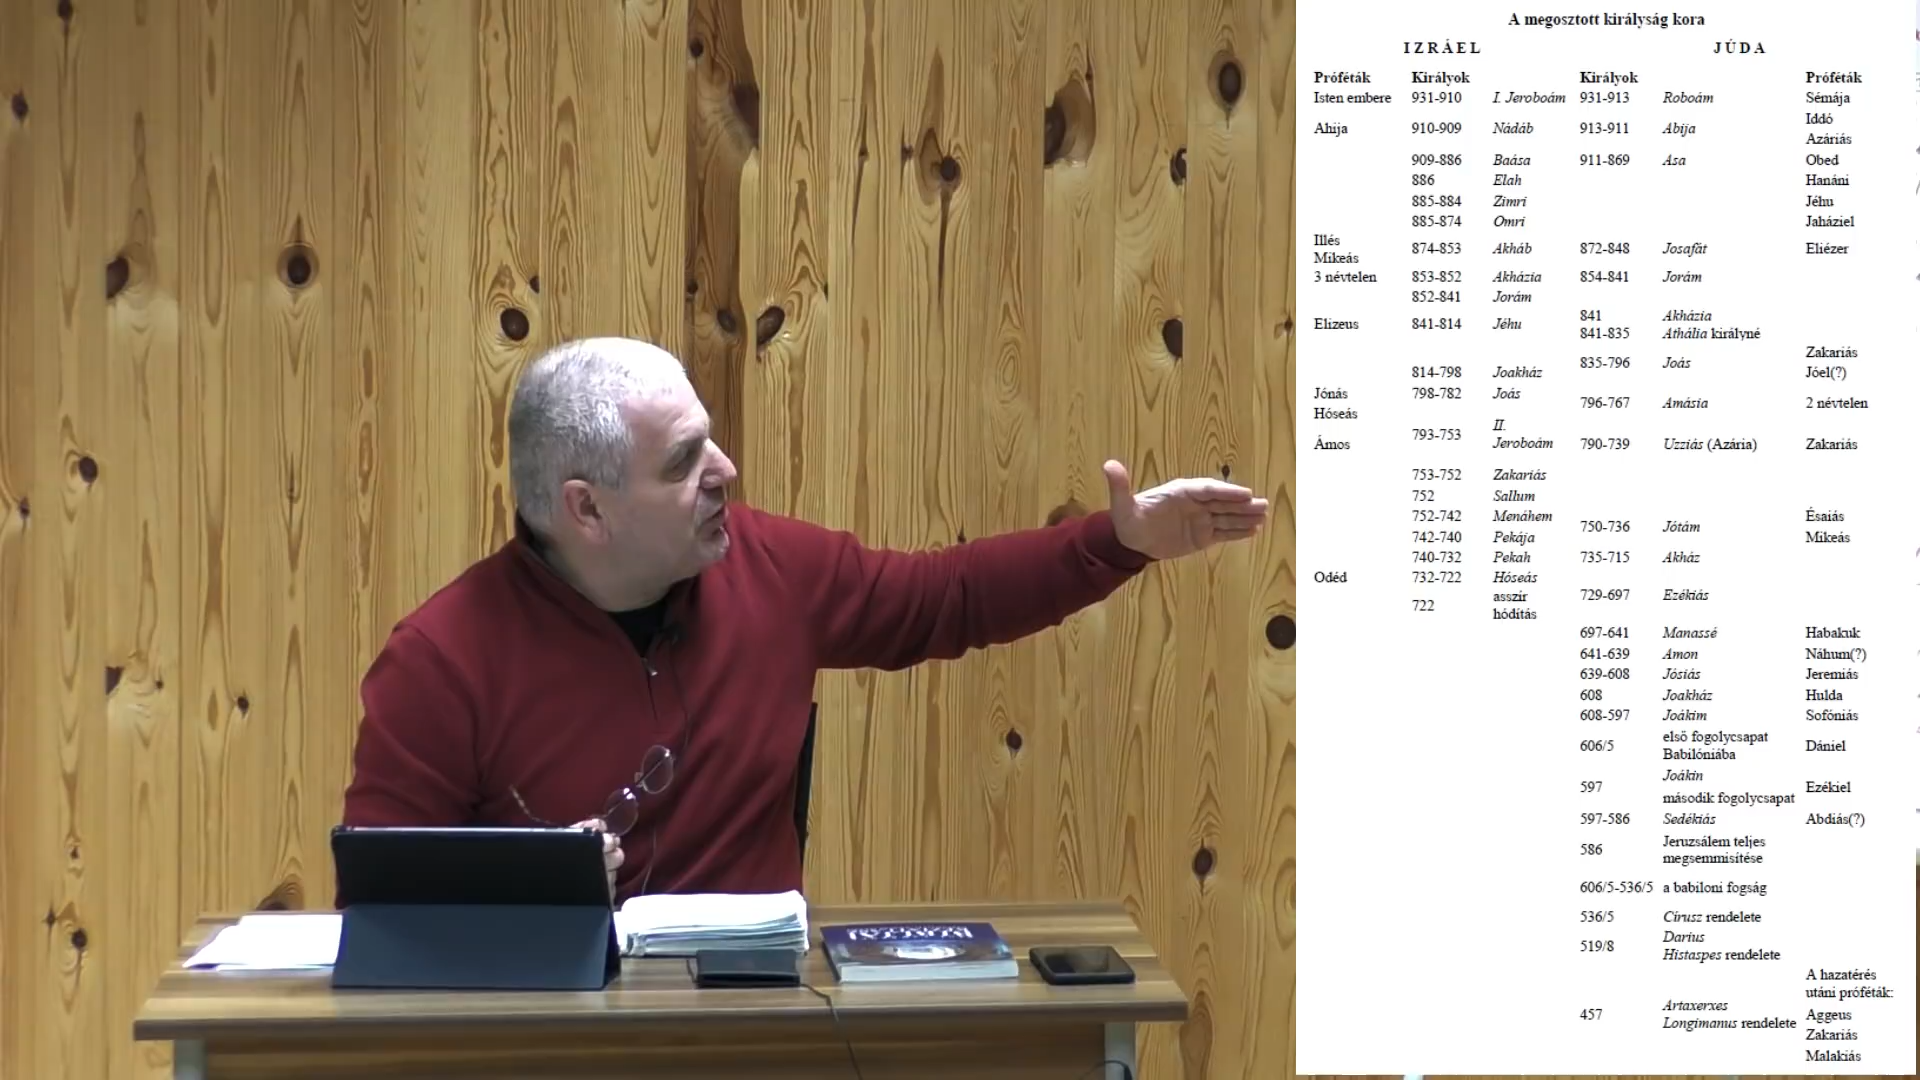 A megosztott királyság kora
IZRÁEL JÚDA
Próféták Királyok Királyok Próféták
Isten embere 931-910 I. Jeroboám 931-913 Roboám Sémája
Iddó
Ahija 910-909 Nádáb 913-911 Abija
Azáriás
909-886 Baása 911-869 Asa Obed
886 Elah Hanáni
885-884 Zimri Jéhu
885-874 Omri Jaháziel
Illés
Mikeás
874-853 Akháb 872-848 Josafát Eliézer
3 névtelen 853-852 Akházia 854-841 Jorám
852-841 Jorám
Elizeus 841-814 Jéhu
841 Akházia
841-835 Athália királyné
814-798 Joakház
835-796 Joás
Zakariás
Jóel(?)
Jónás 798-782 Joás
Hóseás
796-767 Amásia 2 névtelen
Ámos
793-753 II.
Jeroboám
790-739 Uzziás (Azária) Zakariás
753-752 Zakariás
752 Sallum
752-742 Menáhem
750-736 Jótám
Ésaiás
742-740 Pekája
Mikeás
740-732 Pekah 735-715 Akház
Odéd 732-722 Hóseás
722 asszír
hódítás
729-697 Ezékiás
697-641 Manassé Habakuk
641-639 Amon Náhum(?)
639-608 Jósiás Jeremiás
608 Joakház Hulda
608-597 Joákim Sofóniás
606/5 első fogolycsapat
Babilóniába
Dániel
597 Joákin
második fogolycsapat
Ezékiel
597-586 Sedékiás Abdiás(?)
586 Jeruzsálem teljes
megsemmisítése
606/5-536/5 a babiloni fogság
536/5 Círusz rendelete
519/8 Darius
Histaspes rendelete
A hazatérés
utáni próféták:
457 Artaxerxes
Longimanus rendelete
Aggeus
Zakariás
Malakiás